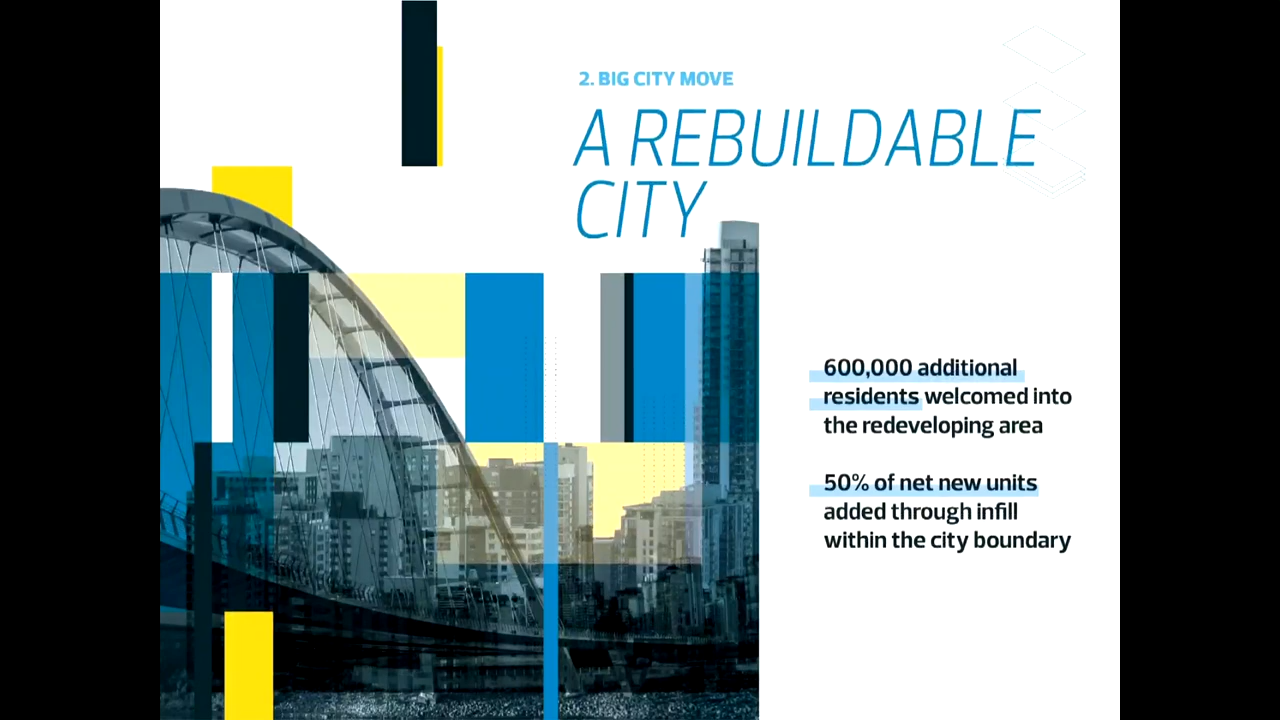 2. BIG CITY MOVE
A REBUILDABLE
CITY
600,000 additional
residents welcomed into
the redeveloping area
50% of net new units
added through infill
within the city boundary